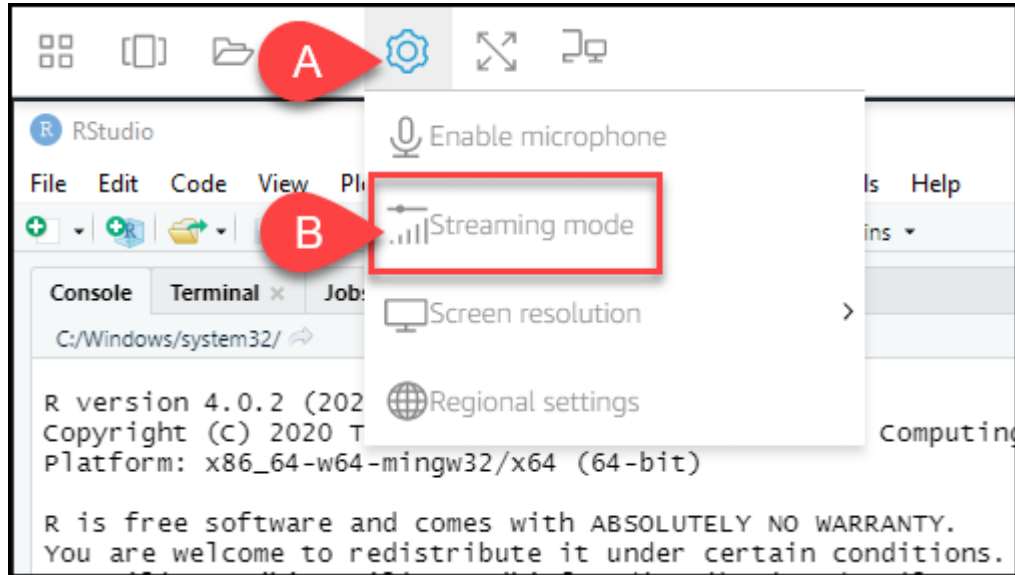 A
RStudio
Enable microphone
File Edit Code View
Help
B
Streaming mode
Console Terminal
C:/Windows/system32/
Screen resolution
Regional settings
R version 4.0.2
Copyright (C) 2020
Computing
Platform: x86_64-w64-mingw32/x64 (64-bit)
R is free software and comes with ABSOLUTELY NO WARRANTY.
You are welcome to redistribute it under certain conditions.